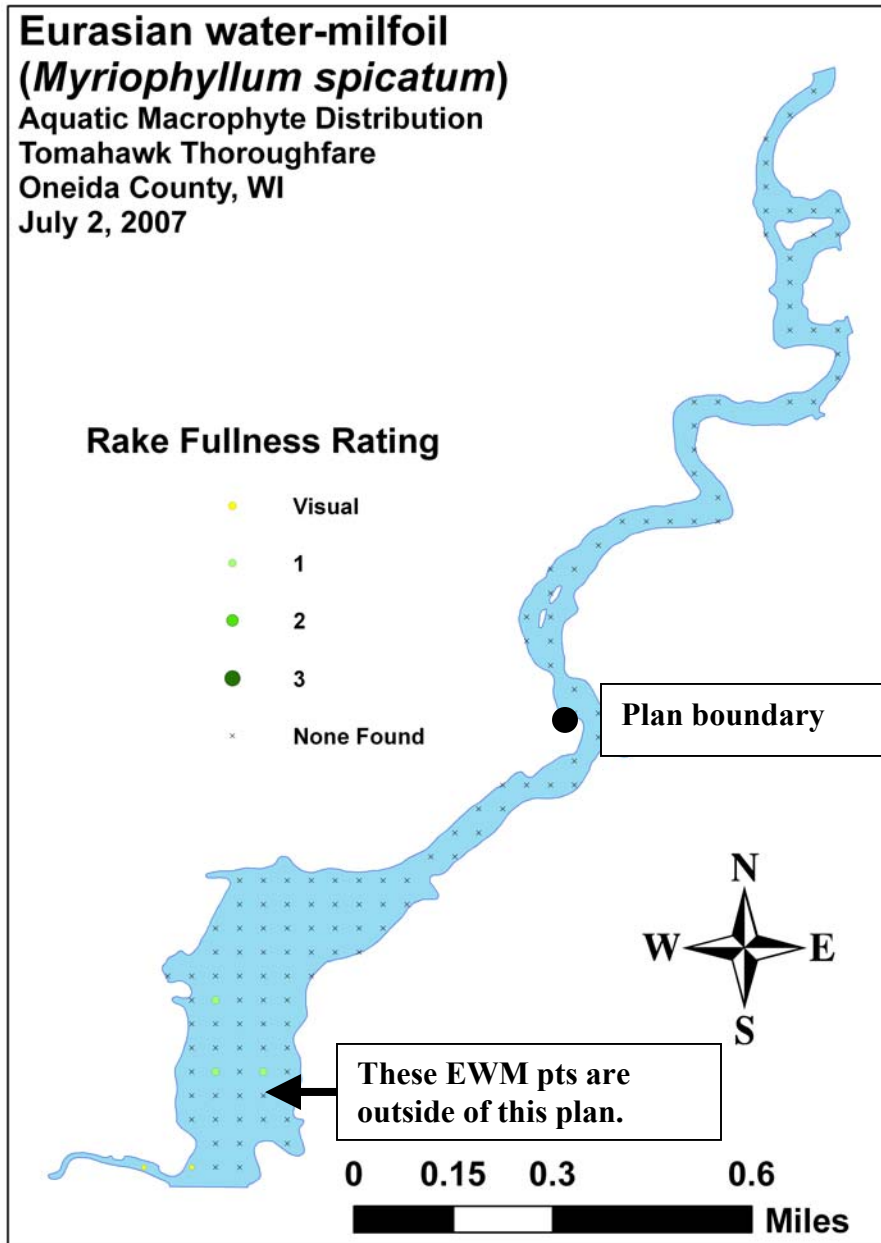 Eurasian water-milfoil
(Myriophyllum spicatum)
Aquatic Macrophyte Distribution
Tomahawk Thoroughfare
Oneida County, WI
July 2, 2007
Rake Fullness Rating
Visual
1
2
3
None Found
Plan boundary
N
W E
S
These EWM pts are
outside of this plan.
0 0.15 0.3 0.6
Miles